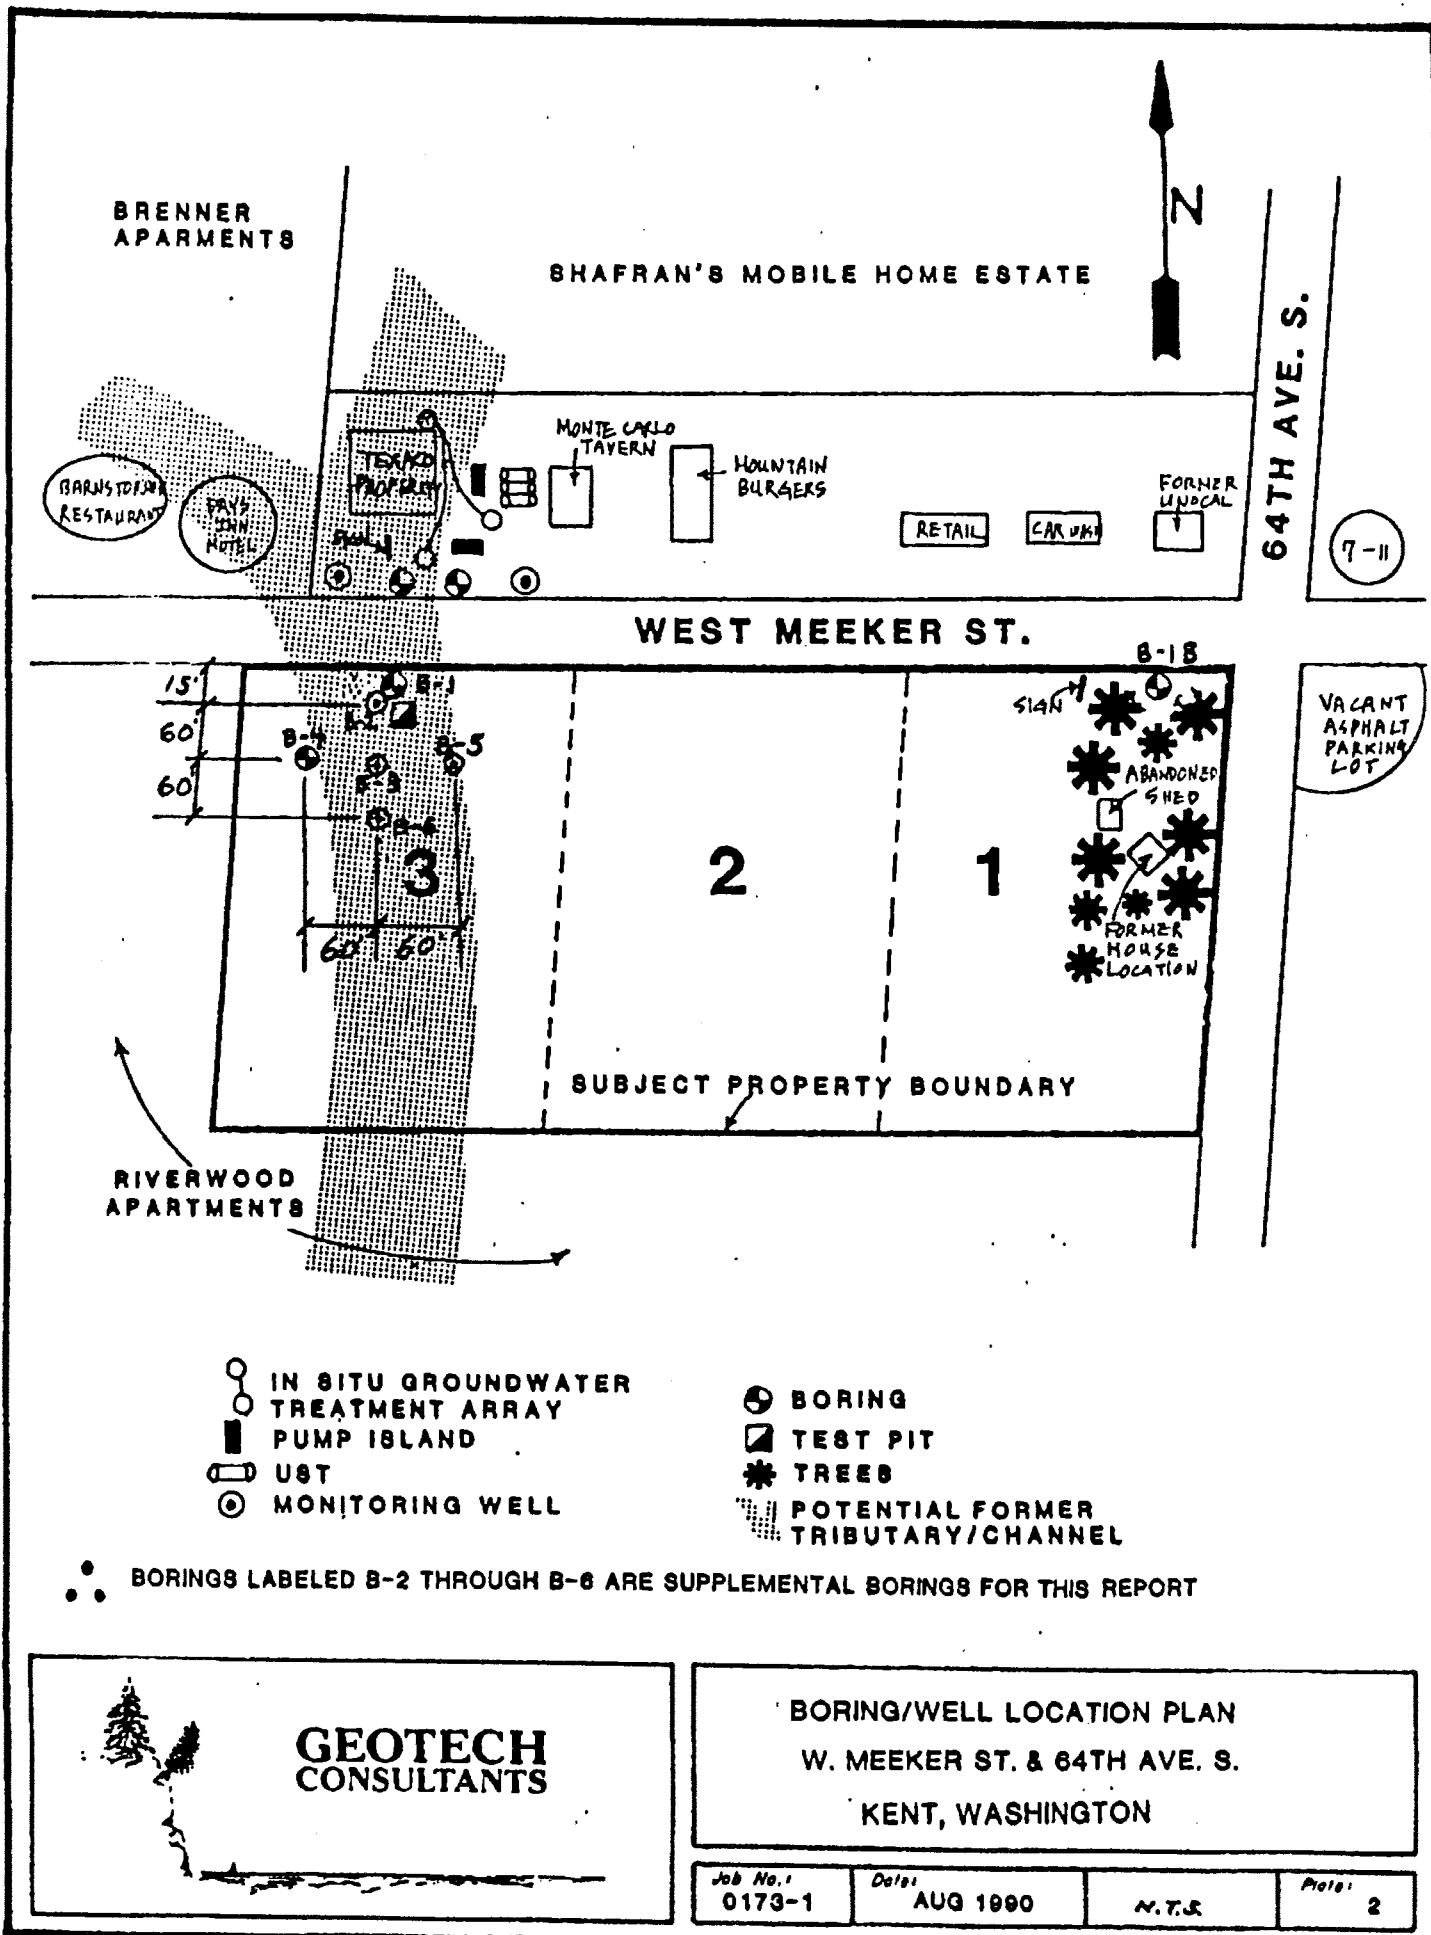 BRENNER
APARMENTS
SHAFRAN'S MOBILE HOME ESTATE
N
64TH AVE. S.
MONTE CARLO
TAVERN
MOUNTAIN
BURGERS
FORMER
UNOCAL
TEXACO
PROPERTY
RESTAURANT
DAYS
INN
MOTEL
RETAIL
CAR
7-11
WEST MEEKER ST.
B-1
B-18
SIGN
15'
60'
60'
B-4
B-5
B-3
B-6
VACANT
ASPHALT
PARKING
LOT
ABANDONED
SHED
3
2
1
60'
60'
FORMER
HOUSE
LOCATION
SUBJECT PROPERTY BOUNDARY
RIVERWOOD
APARTMENTS
IN SITU GROUNDWATER
TREATMENT ARRAY
PUMP ISLAND
UST
MONITORING WELL
BORING
TEST PIT
TREES
POTENTIAL FORMER
TRIBUTARY/CHANNEL
BORINGS LABELED B-2 THROUGH B-6 ARE SUPPLEMENTAL BORINGS FOR THIS REPORT
GEOTECH
CONSULTANTS
BORING/WELL LOCATION PLAN
W. MEEKER ST. & 64TH AVE. S.
KENT, WASHINGTON
Job No.:
0173-1
Date:
AUG 1990
N.T.S.
Plate:
2